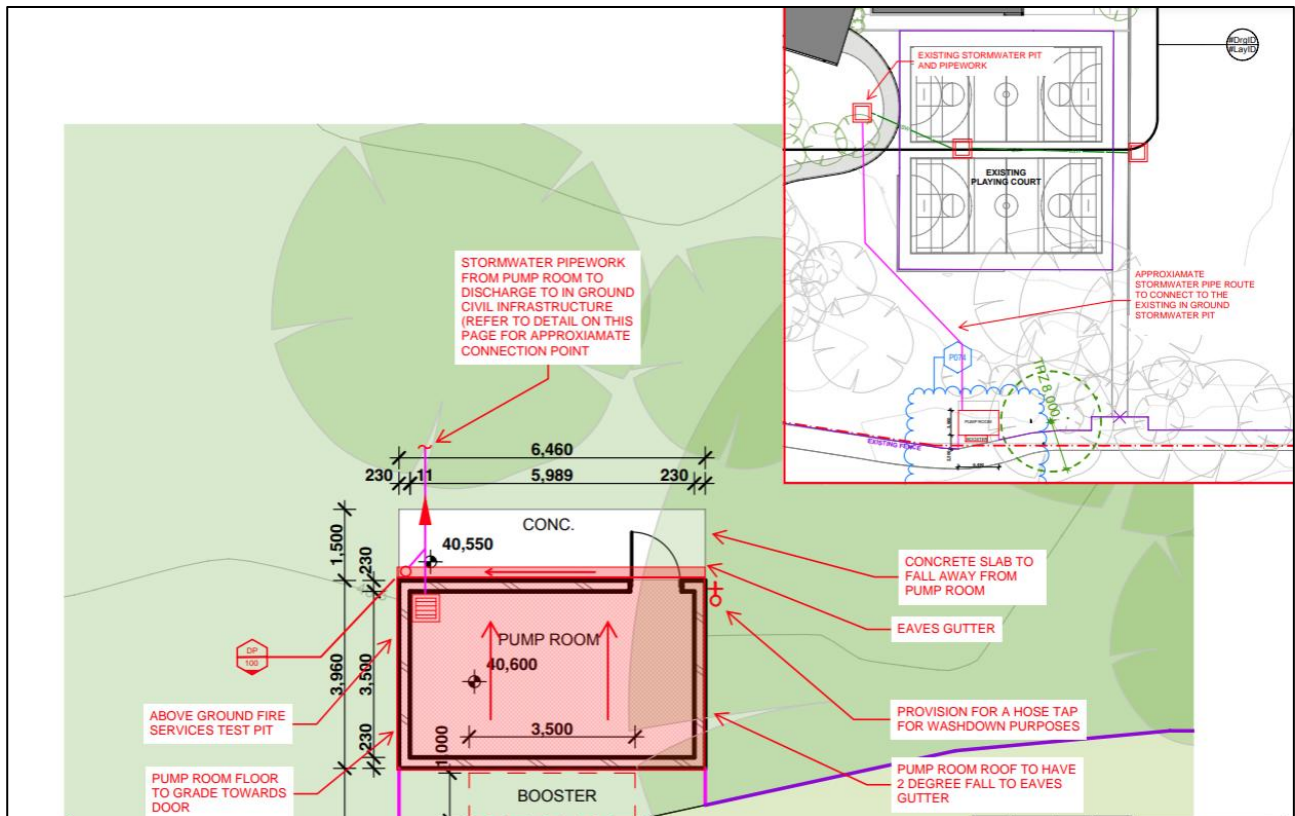 #DrgID
#LayID
EXISTING STORMWATER PIT
AND PIPEWORK
EXISTING
PLAYING COURT
STORMWATER PIPEWORK
FROM PUMP ROOM TO
DISCHARGE TO IN GROUND
CIVIL INFRASTRUCTURE
(REFER TO DETAIL ON THIS
PAGE FOR APPROXIAMATE
CONNECTION POINT
APPROXIAMATE
STORMWATER PIPE ROUTE
TO CONNECT TO THE
EXISTING IN GROUND
STORMWATER PIT
P074
TRZ 8,000
PUMP ROOM
BOOSTER
EXISTING FENCE
6,460
230
11
5,989
230
CONC.
40,550
1,500
230
CONCRETE SLAB TO
FALL AWAY FROM
PUMP ROOM
EAVES GUTTER
PUMP ROOM
40,600
DP
100
3,960
3,500
230
ABOVE GROUND FIRE
SERVICES TEST PIT
PROVISION FOR A HOSE TAP
FOR WASHDOWN PURPOSES
3,500
1,000
PUMP ROOM FLOOR
TO GRADE TOWARDS
DOOR
PUMP ROOM ROOF TO HAVE
2 DEGREE FALL TO EAVES
GUTTER
BOOSTER